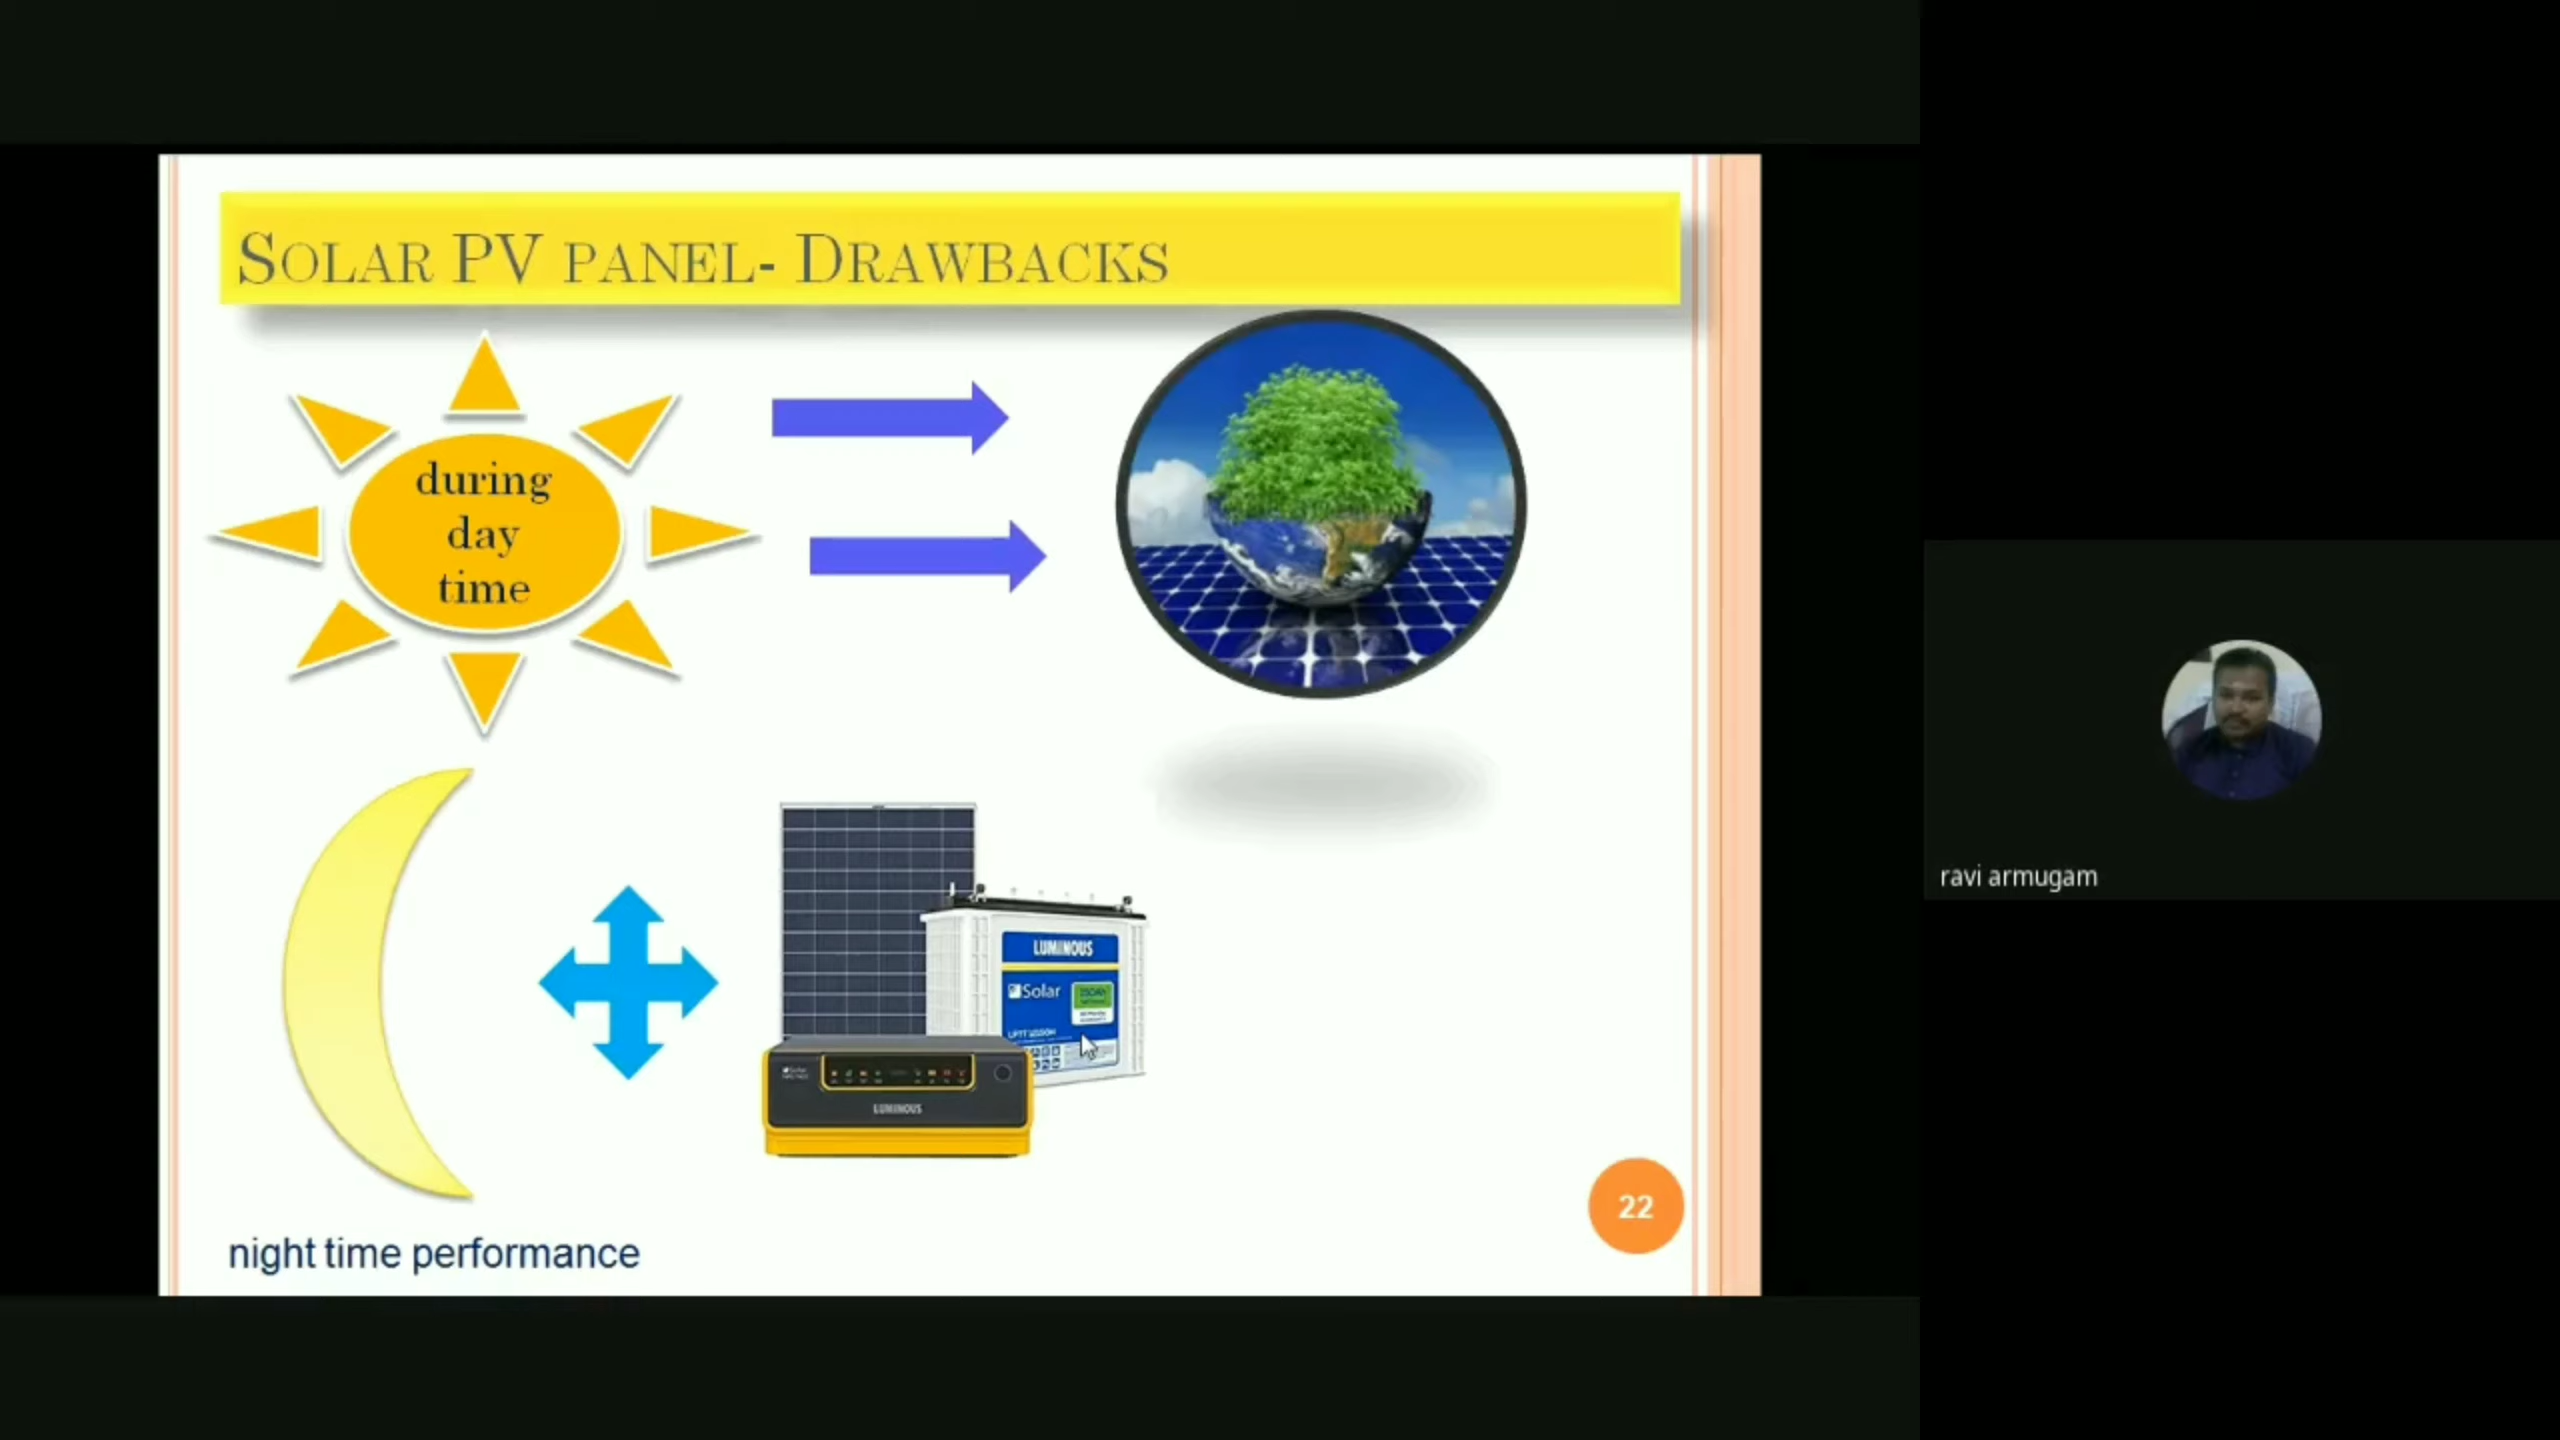 SOLAR PV PANEL- DRAWBACKS
during
day
time
LUMINOUS
Solar
LUMINOUS
night time performance
22
ravi armugam